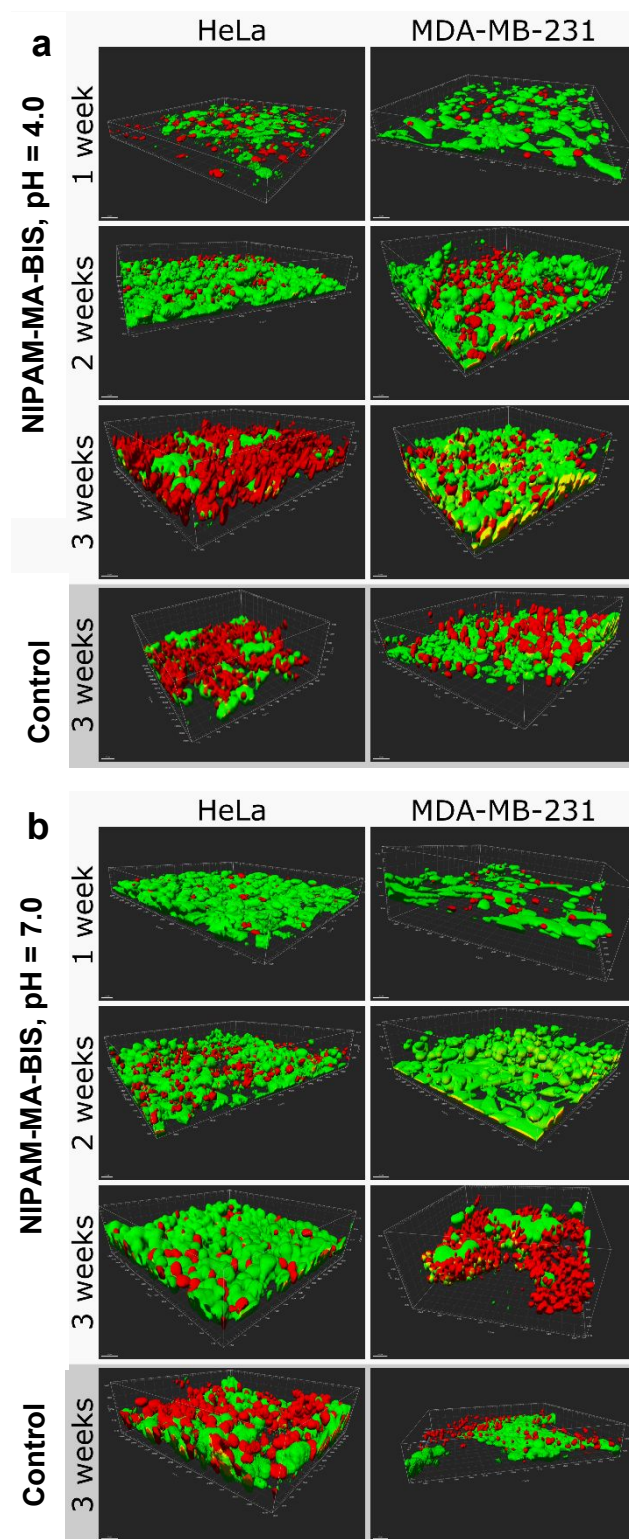 a
HeLa
MDA-MB-231
NIPAM-MA-BIS, pH = 4.0
1 week
2 weeks
3 weeks
Control
3 weeks
b
HeLa
MDA-MB-231
NIPAM-MA-BIS, pH = 7.0
1 week
2 weeks
3 weeks
Control
3 weeks